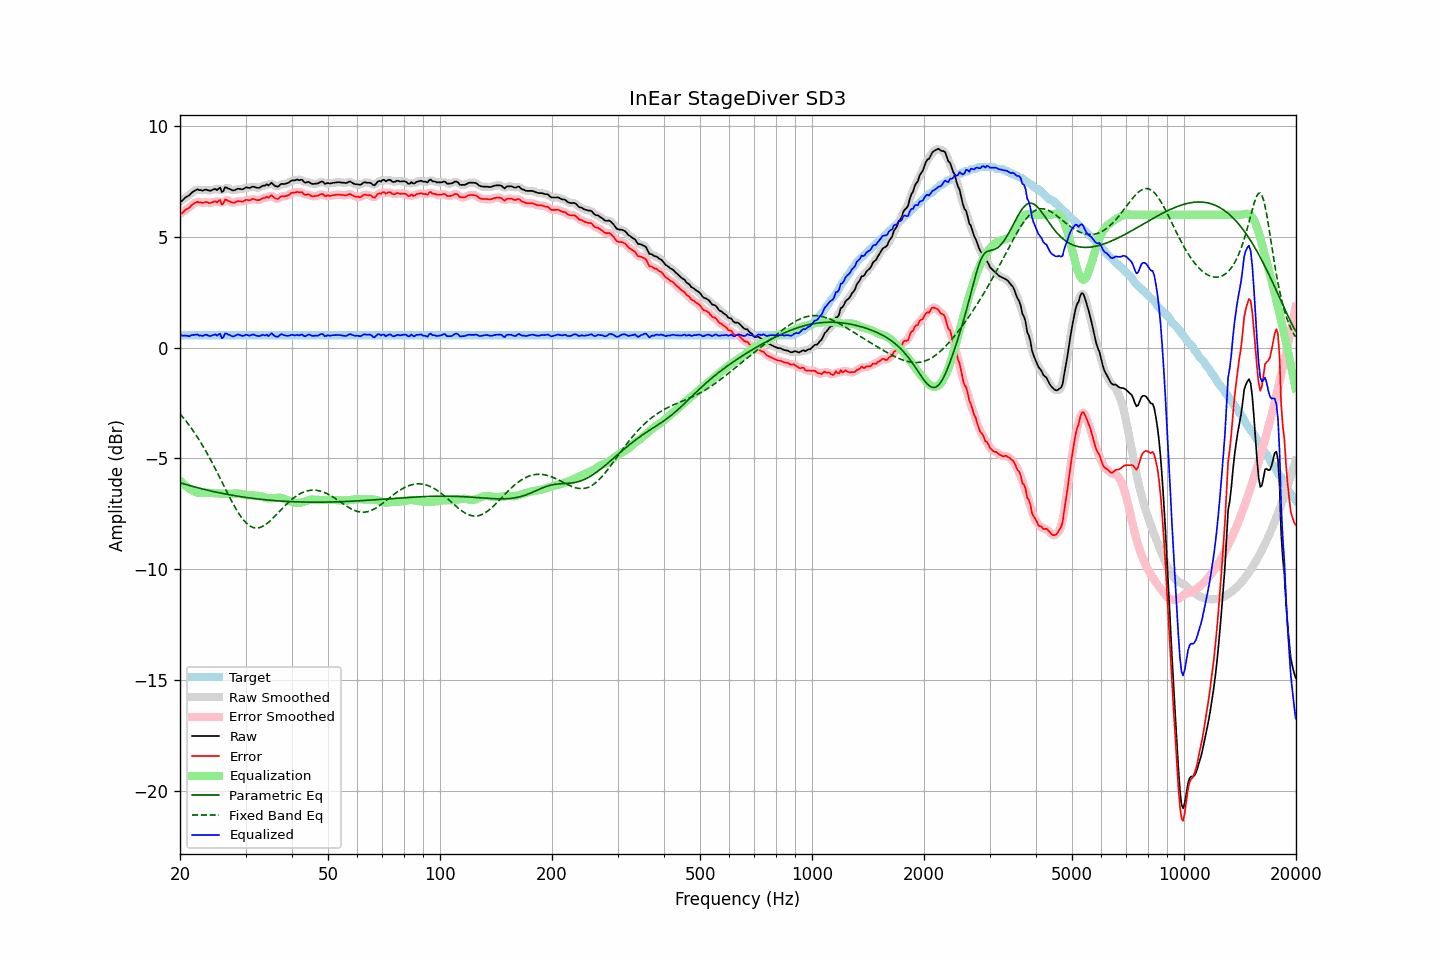 InEar StageDiver SD3
10
5
0
−5
−10
−15
−20
Amplitude (dBr)
Target
Raw Smoothed
Error Smoothed
Raw
Error
Equalization
Parametric Eq
Fixed Band Eq
Equalized
20 50 100 200 500 1000 2000 5000 10000 20000
Frequency (Hz)